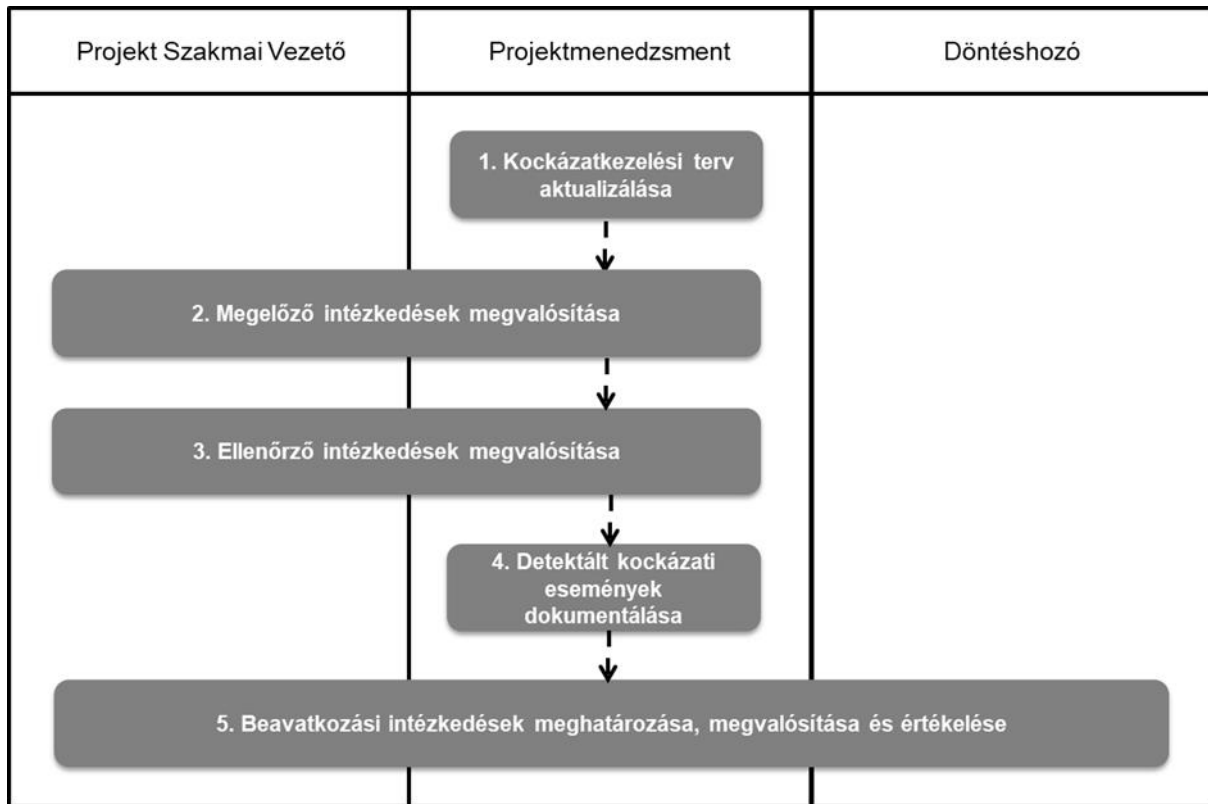 Projekt Szakmai Vezető
Projektmenedzsment
Döntéshozó
1. Kockázatkezelési terv
aktualizálása
2. Megelőző intézkedések megvalósítása
3. Ellenőrző intézkedések megvalósítása
4. Detektált kockázati
események
dokumentálása
5. Beavatkozási intézkedések meghatározása, megvalósítása és értékelése